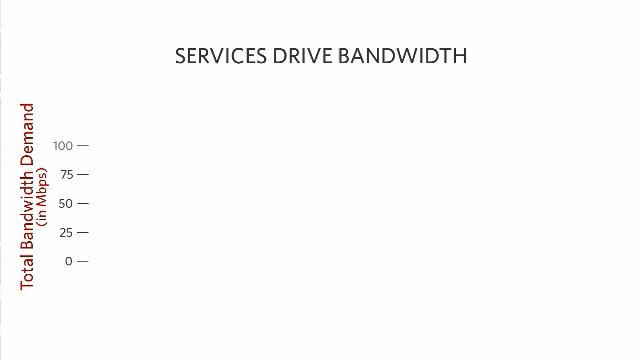 SERVICES DRIVE BANDWIDTH
Total Bandwidth Demand
(in Mbps)
100
75
50
25
0